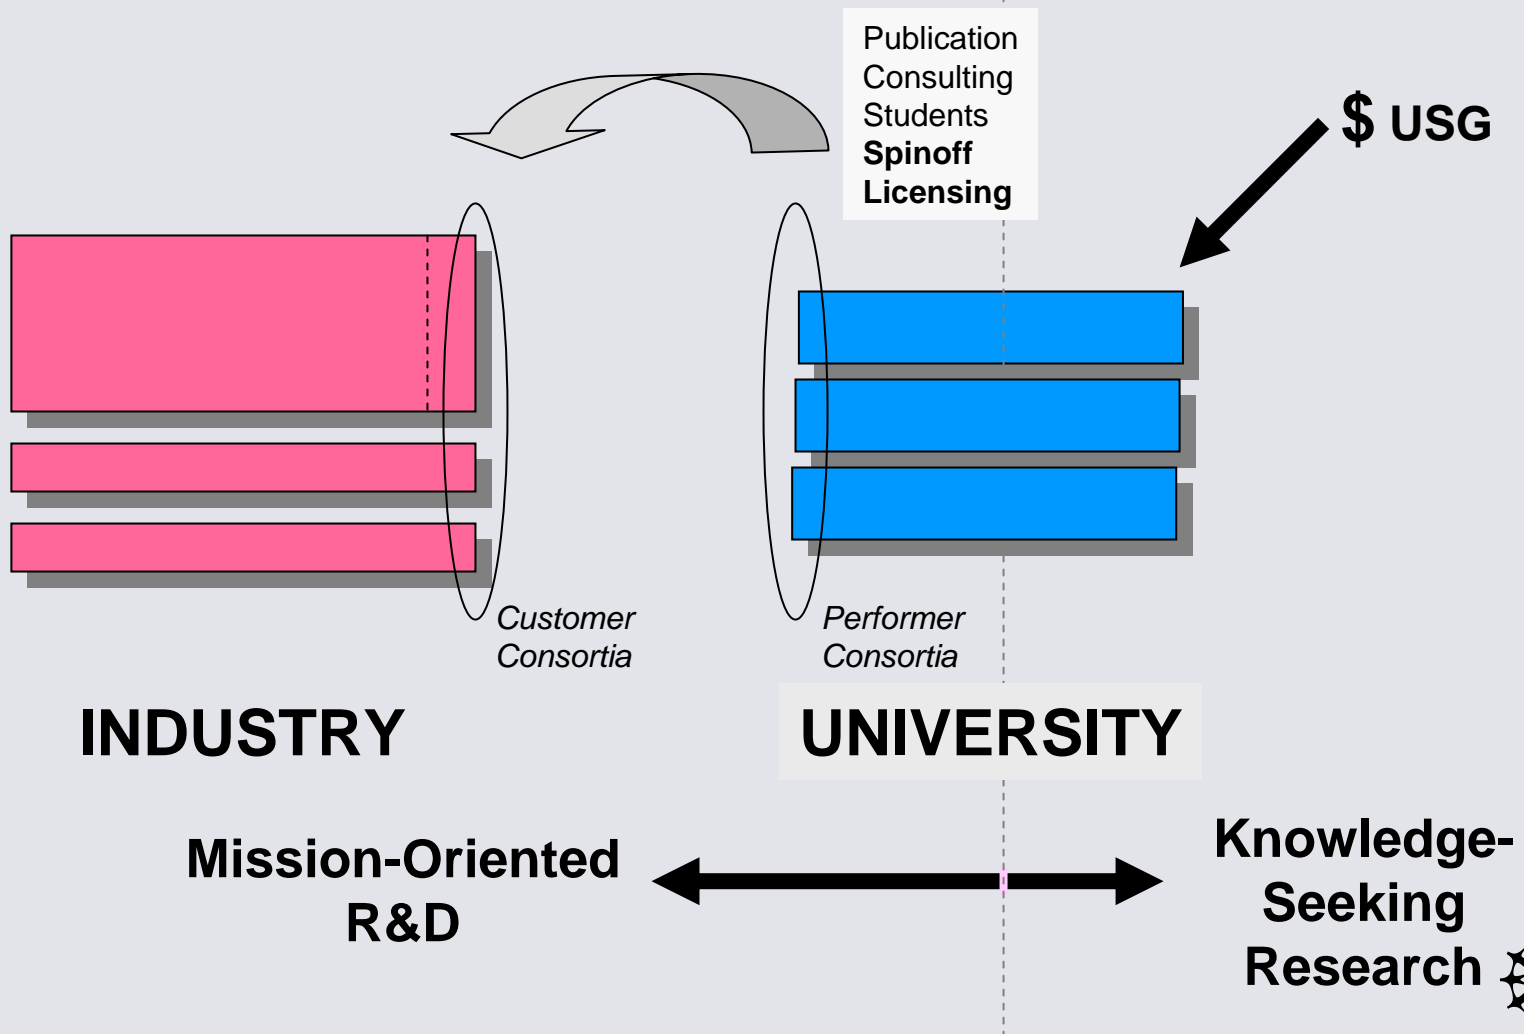 Publication
Consulting
Students
Spinoff
Licensing
$ USG
Customer
Consortia
Performer
Consortia
INDUSTRY
UNIVERSITY
Mission-Oriented
R&D
Knowledge-
Seeking
Research